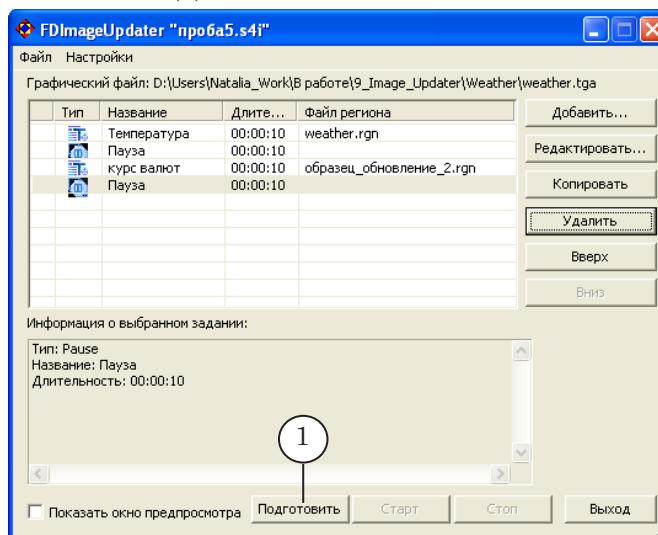 FDImageUpdater "проба5.s4i"
Файл Настройки
Графический файл: D:\Users\Natalia_Work\В работе\9_Image_Updater\Weather\weather.tga
Тип Название Длите... Файл региона
Температура 00:00:10 weather.rgn
Пауза 00:00:10
курс валют 00:00:10 образец_обновление_2.rgn
Пауза 00:00:10
Добавить...
Редактировать...
Копировать
Удалить
Вверх
Вниз
Информация о выбранном задании:
Тип: Pause
Название: Пауза
Длительность: 00:00:10
1
Показать окно предпросмотра Подготовить Старт Стоп Выход